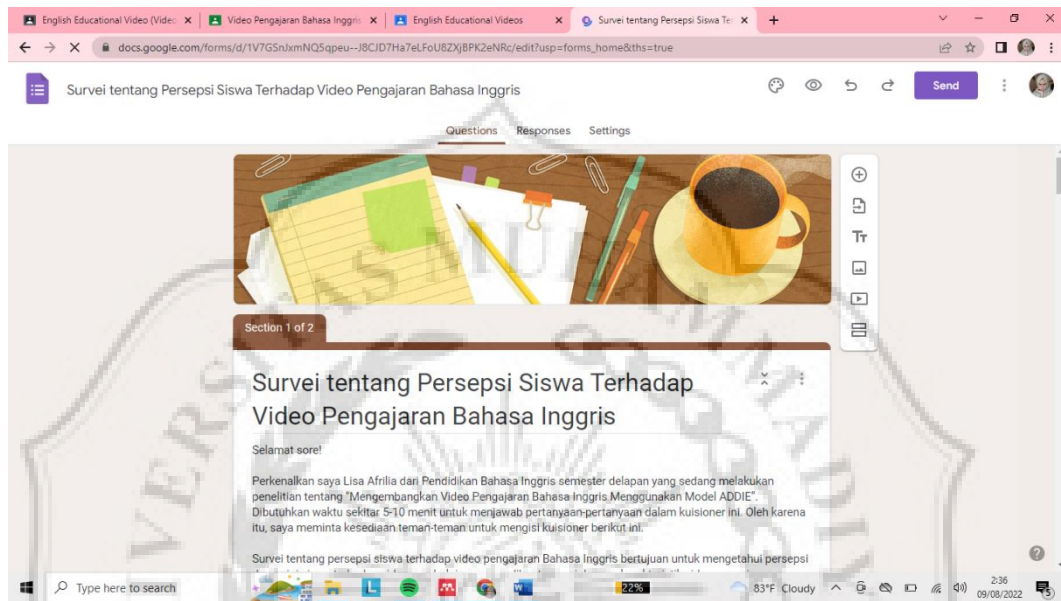 English Educational Video (Video
Video Pengajaran Bahasa Inggris
English Educational Videos
Survei tentang Persepsi Siswa Ter
docs.google.com/forms/d/1V7GSnJxmNQ5qpeu--J8CJD7Ha7eLFoU8ZXj8PK2eNRc/edit?usp=forms_home&ths=true
Survei tentang Persepsi Siswa Terhadap Video Pengajaran Bahasa Inggris
Send
Questions Responses Settings
Section 1 of 2
Survei tentang Persepsi Siswa Terhadap
Video Pengajaran Bahasa Inggris
Selamat sore!
Perkenalkan saya Lisa Afrilia dari Pendidikan Bahasa Inggris semester delapan yang sedang melakukan
penelitian tentang "Mengembangkan Video Pengajaran Bahasa Inggris Menggunakan Model ADDIE".
Dibutuhkan waktu sekitar 5-10 menit untuk menjawab pertanyaan-pertanyaan dalam kuisioner ini. Oleh karena
itu, saya meminta kesediaan teman-teman untuk mengisi kuisioner berikut ini.
Survei tentang persepsi siswa terhadap video pengajaran Bahasa Inggris bertujuan untuk mengetahui persepsi
Type here to search
22%
83°F Cloudy
2:36
09/08/2022